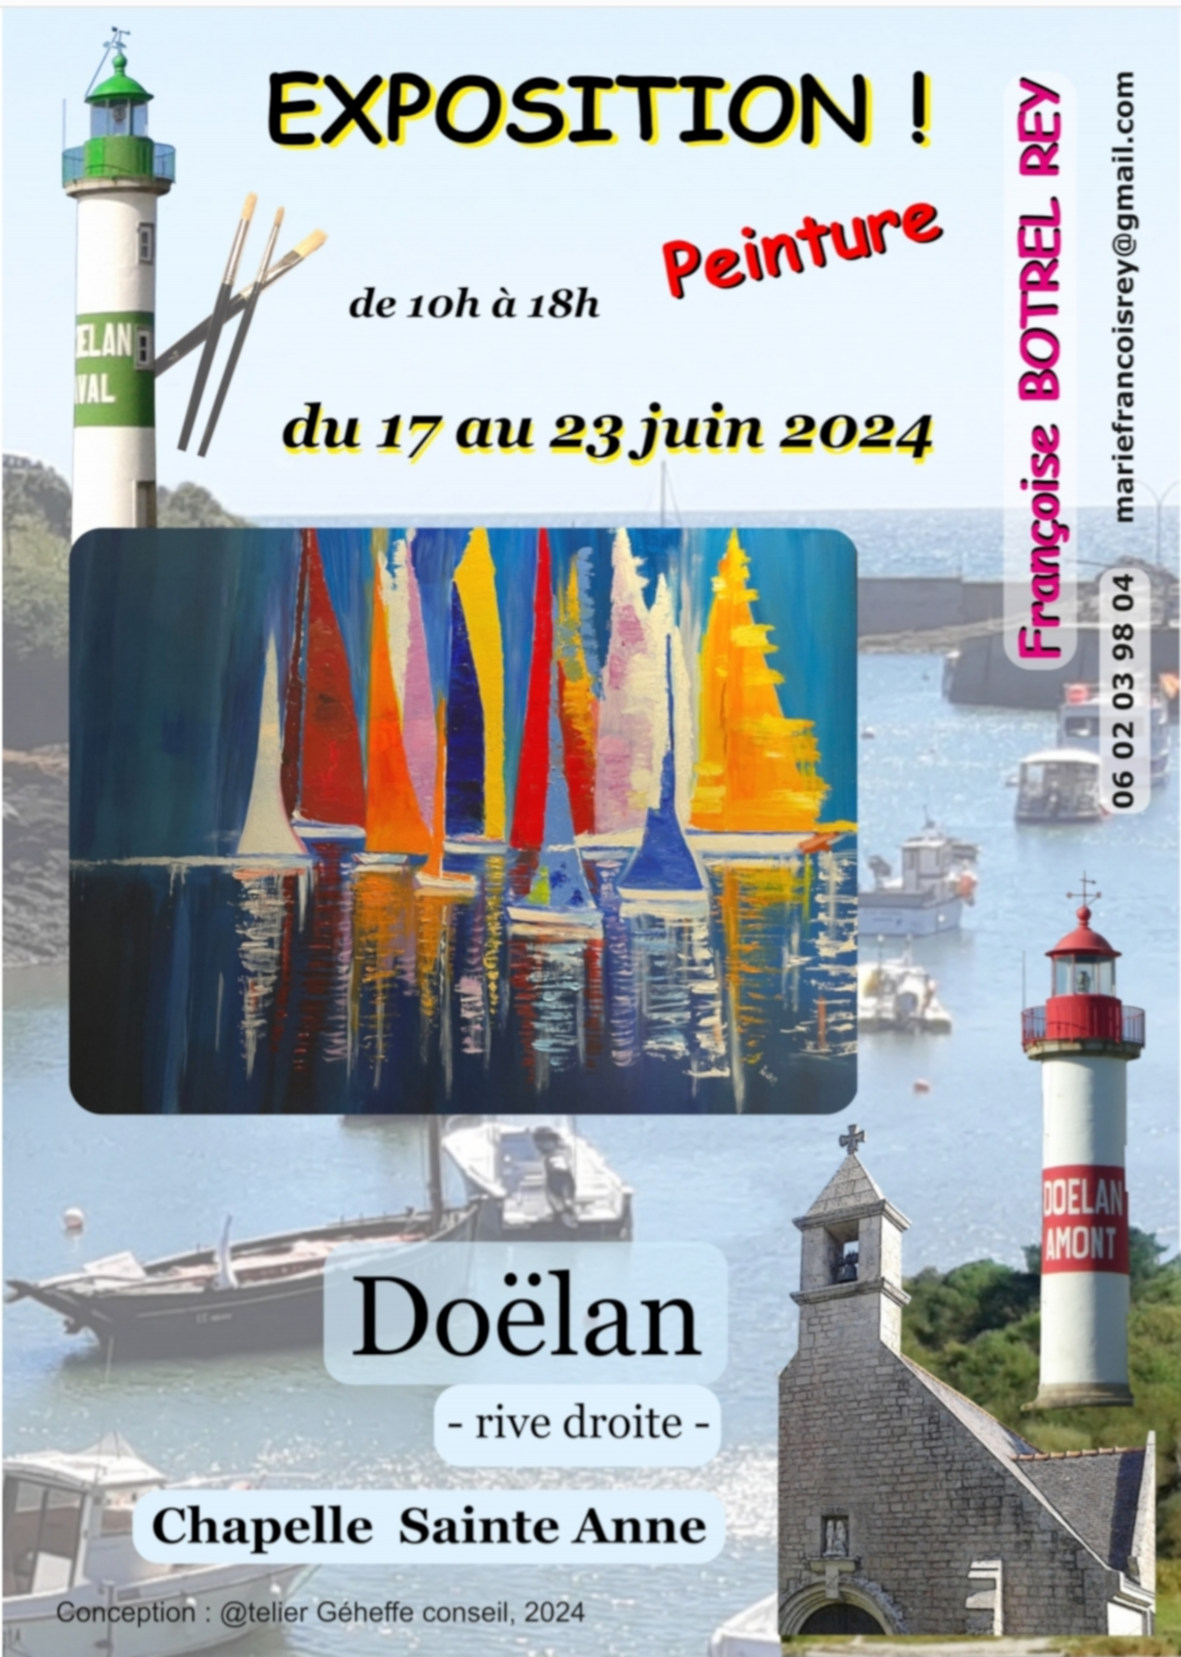 EXPOSITION !
Peinture
de 10h à 18h
du 17 au 23 juin 2024
Françoise BOTREL REY
mariefrancoisrey@gmail.com
06 02 03 98 04
ELAN
AVAL
DOELAN
AMONT
Doëlan
- rive droite -
Chapelle Sainte Anne
Conception : @telier Géheffe conseil, 2024